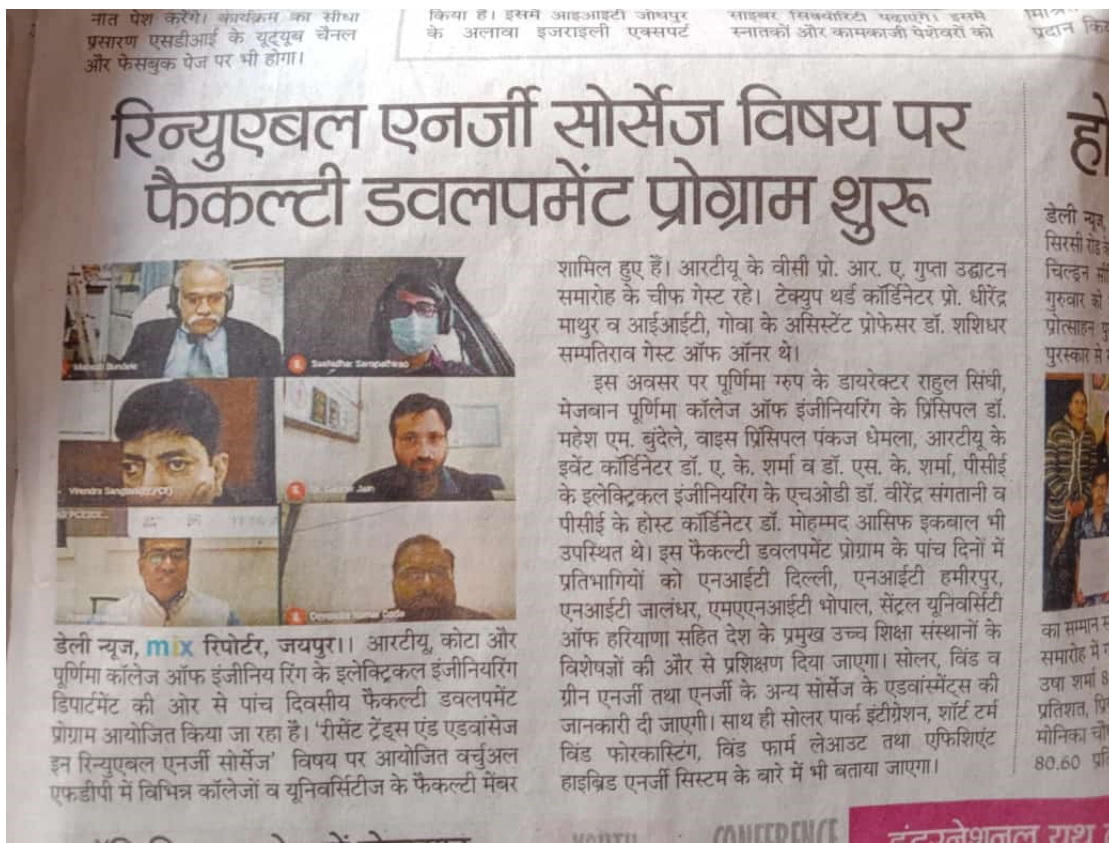 नात पेश करेंगे। कार्यक्रम का सीधा
प्रसारण एसडीआई के यूट्यूब चैनल
और फेसबुक पेज पर भी होगा।
किया है। इसमें आइआइटी जोधपुर
के अलावा इजराइली एक्सपर्ट
साइबर सिक्योरिटी पढ़ाएंगे। इसमें
स्नातकों और कामकाजी पेशेवरों को
प्रदान
रिन्युएबल एनर्जी सोर्सेज विषय पर
फैकल्टी डवलपमेंट प्रोग्राम शुरू
Mahesh Bundele
Sashidhar Sampathirao
Virendra Sangtani
Jain
डेली न्यूज, mix रिपोर्टर, जयपुर।। आरटीयू, कोटा और
पूर्णिमा कॉलेज ऑफ इंजीनिय रिंग के इलेक्ट्रिकल इंजीनियरिंग
डिपार्टमेंट की ओर से पांच दिवसीय फैकल्टी डवलपमेंट
प्रोग्राम आयोजित किया जा रहा है। 'रीसेंट ट्रेंड्स एंड एडवांसेज
इन रिन्युएबल एनर्जी सोर्सेज' विषय पर आयोजित वर्चुअल
एफडीपी में विभिन्न कॉलेजों व यूनिवर्सिटीज के फैकल्टी मेंबर
शामिल हुए हैं। आरटीयू के वीसी प्रो. आर. ए. गुप्ता उद्घाटन
समारोह के चीफ गेस्ट रहे। टेक्युप थर्ड कॉर्डिनेटर प्रो. धीरेंद्र
माथुर व आईआईटी, गोवा के असिस्टेंट प्रोफेसर डॉ. शशिधर
सम्पतिराव गेस्ट ऑफ ऑनर थे।
इस अवसर पर पूर्णिमा ग्रुप के डायरेक्टर राहुल सिंघी,
मेजबान पूर्णिमा कॉलेज ऑफ इंजीनियरिंग के प्रिंसिपल डॉ.
महेश एम. बुंदेले, वाइस प्रिंसिपल पंकज धेमला, आरटीयू के
इवेंट कॉर्डिनेटर डॉ. ए. के. शर्मा व डॉ. एस. के. शर्मा, पीसीई
के इलेक्ट्रिकल इंजीनियरिंग के एचओडी डॉ. वीरेंद्र संगतानी व
पीसीई के होस्ट कॉर्डिनेटर डॉ. मोहम्मद आसिफ इकबाल भी
उपस्थित थे। इस फैकल्टी डवलपमेंट प्रोग्राम के पांच दिनों में
प्रतिभागियों को एनआईटी दिल्ली, एनआईटी हमीरपुर,
एनआईटी जालंधर, एमएएनआईटी भोपाल, सेंट्रल यूनिवर्सिटी
ऑफ हरियाणा सहित देश के प्रमुख उच्च शिक्षा संस्थानों के
विशेषज्ञों की और से प्रशिक्षण दिया जाएगा। सोलर, विंड व
ग्रीन एनर्जी तथा एनर्जी के अन्य सोर्सेज के एडवांस्मेंट्स की
जानकारी दी जाएगी। साथ ही सोलर पार्क इंटीग्रेशन, शॉर्ट टर्म
विंड फोरकास्टिंग, विंड फार्म लेआउट तथा एफिशिएंट
हाइब्रिड एनर्जी सिस्टम के बारे में भी बताया जाएगा।
हो
डेली न्यूज,
सिरसी रोड
चिल्ड्रन
गुरुवार को
प्रोत्साहन
पुरस्कार से
का सम्मान
समारोह में
उषा शर्मा 8
प्रतिशत,
मोनिका
80.60
CONFERENCE
इंटरनेशनल